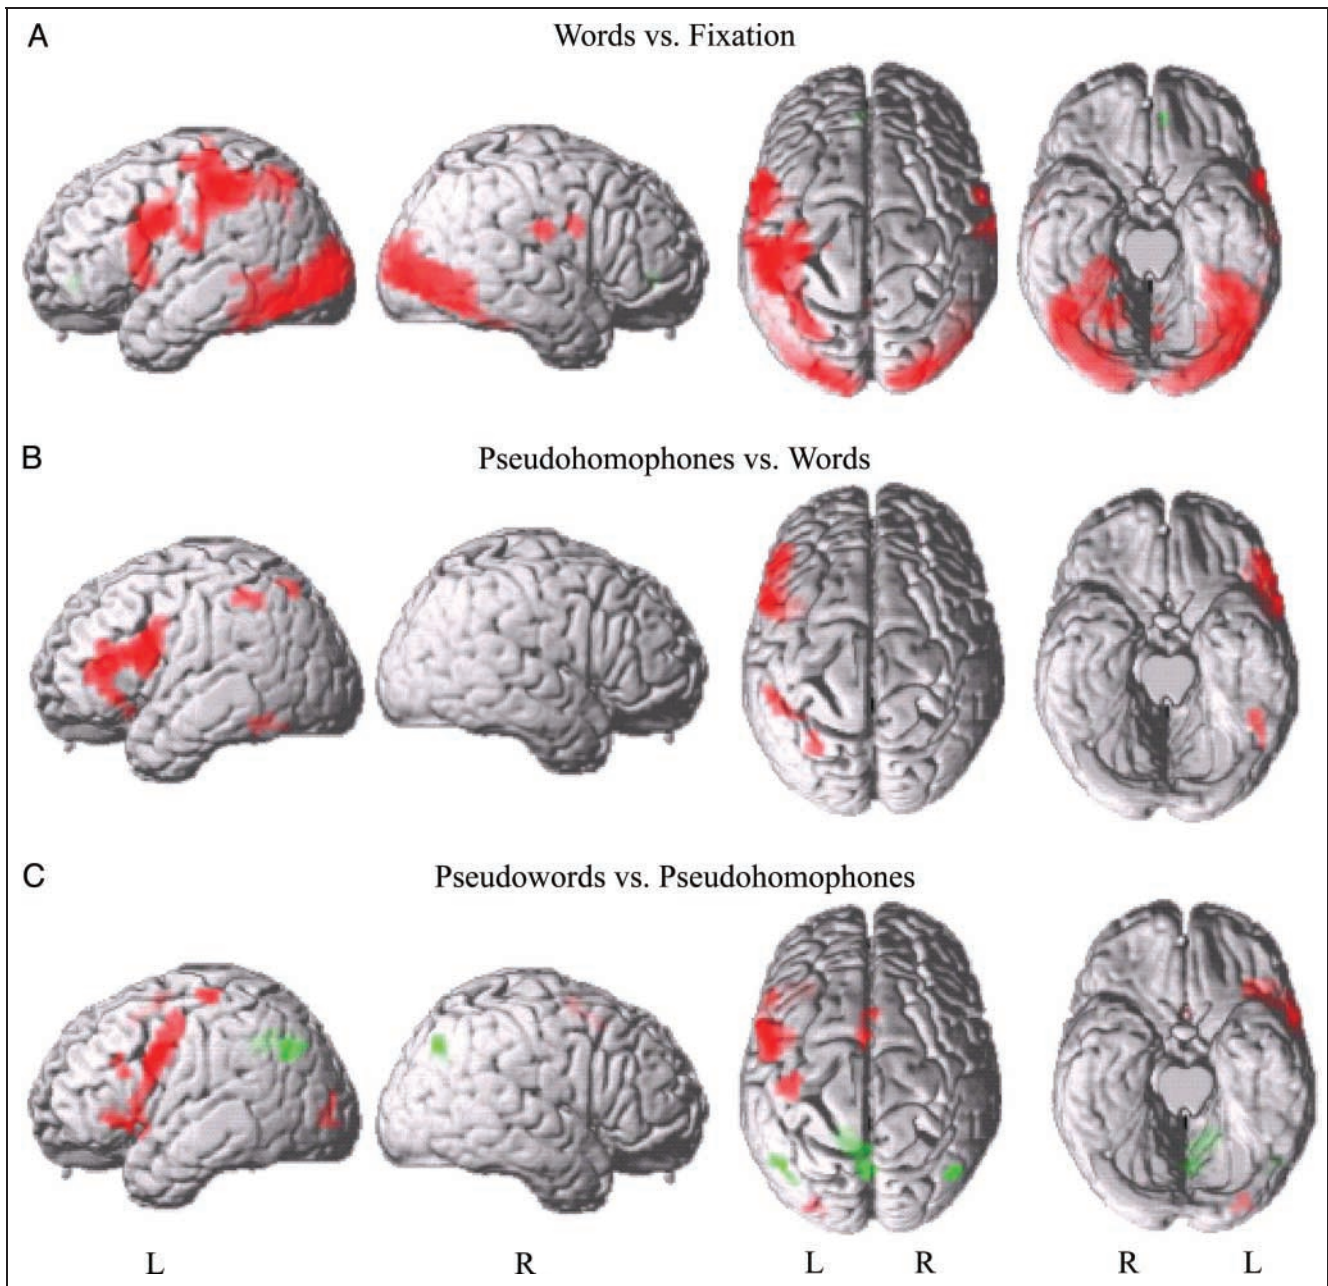 A
Words vs. Fixation
B
Pseudohomophones vs. Words
C
Pseudowords vs. Pseudohomophones
L R L R R L